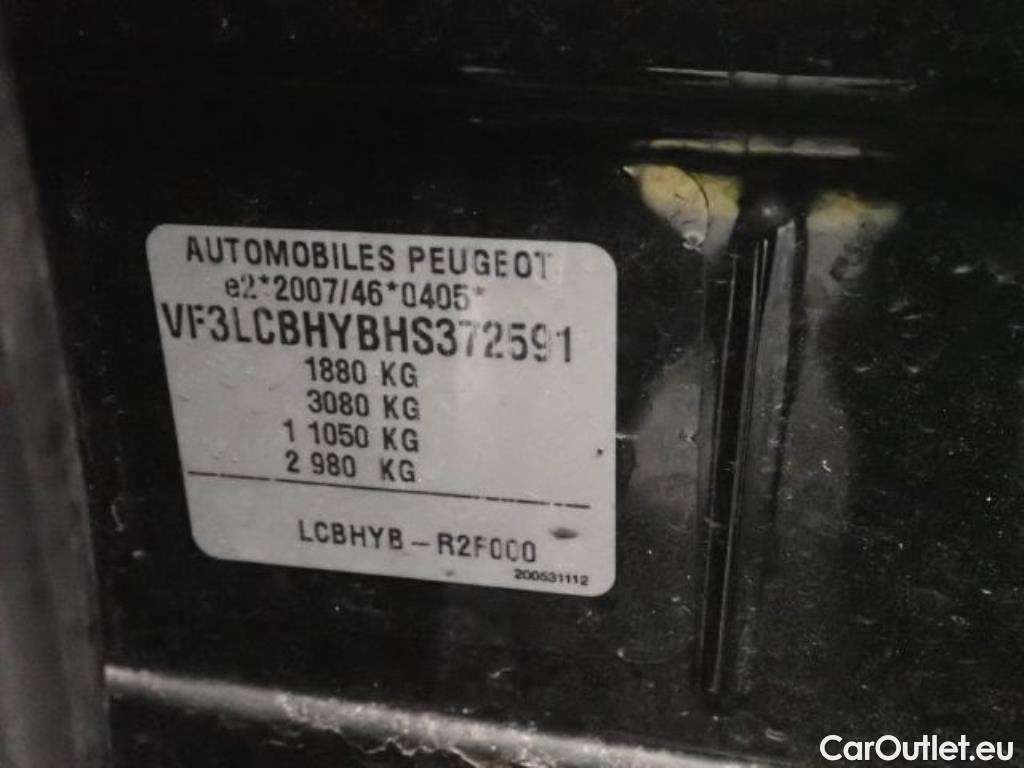 AUTOMOBILES PEUGEOT
e2*2007/46*0405*
VF3LCBHYBHS372591
1880 KG
3080 KG
1 1050 KG
2 980 KG
LCBHYB-R2F000
200531112
CarOutlet.eu